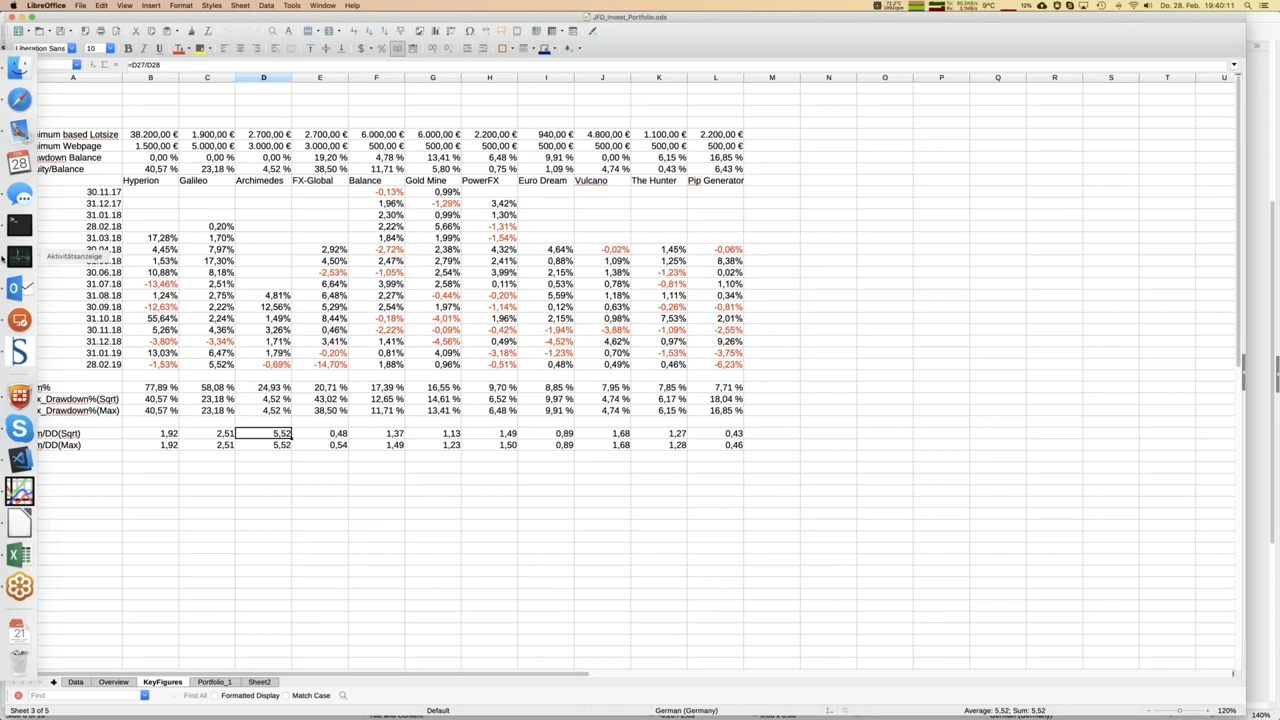 LibreOffice File Edit View Insert Format Styles Sheet Data Tools Window Help 72,2°C 9°C 12% Do. 28. Feb. 19:40:11
JFD_Invest_Portfolio.ods
Liberation Sans 10
=D27/D28
A B C D E F G H I J K L M N O P Q R S T U
nimum based Lotsize 38.200,00 € 1.900,00 € 2.700,00 € 2.700,00 € 6.000,00 € 6.000,00 € 2.200,00 € 940,00 € 4.800,00 € 1.100,00 € 2.200,00 €
nimum Webpage 1.500,00 € 5.000,00 € 3.000,00 € 3.000,00 € 500,00 € 500,00 € 500,00 € 500,00 € 500,00 € 500,00 € 500,00 €
awdown Balance 0,00 % 0,00 % 0,00 % 19,20 % 4,78 % 13,41 % 6,48 % 9,91 % 0,00 % 6,15 % 16,85 %
uity/Balance 40,57 % 23,18 % 4,52 % 38,50 % 11,71 % 5,80 % 0,75 % 1,09 % 4,74 % 0,43 % 6,43 %
Hyperion Galileo Archimedes FX-Global Balance Gold Mine PowerFX Euro Dream Vulcano The Hunter Pip Generator
30.11.17 -0,13% 0,99%
31.12.17 1,96% -1,29% 3,42%
31.01.18 2,30% 0,99% 1,30%
28.02.18 0,20% 2,22% 5,66% -1,31%
31.03.18 17,28% 1,70% 1,84% 1,99% -1,54%
30.04.18 4,45% 7,97% 2,92% -2,72% 2,38% 4,32% 4,64% -0,02% 1,45% -0,06%
Aktivitätsanzeige
18 1,53% 17,30% 4,50% 2,47% 2,79% 2,41% 0,88% 1,09% 1,25% 8,38%
30.06.18 10,88% 8,18% -2,53% -1,05% 2,54% 3,99% 2,15% 1,38% -1,23% 0,02%
31.07.18 -13,46% 2,51% 6,64% 3,99% 2,58% 0,11% 0,53% 0,78% -0,81% 1,10%
31.08.18 1,24% 2,75% 4,81% 6,48% 2,27% -0,44% -0,20% 5,59% 1,18% 1,11% 0,34%
30.09.18 -12,63% 2,22% 12,56% 5,29% 2,54% 1,97% -1,14% 0,12% 0,63% -0,26% -0,81%
31.10.18 55,64% 2,24% 1,49% 8,44% -0,18% -4,01% 1,96% 2,15% 0,98% 7,53% 2,01%
30.11.18 5,26% 4,36% 3,26% 0,46% -2,22% -0,09% -0,42% -1,94% -3,88% -1,09% -2,55%
31.12.18 -3,80% -3,34% 1,71% 3,41% 1,41% -4,56% 0,49% -4,52% 4,62% 0,97% 9,26%
31.01.19 13,03% 6,47% 1,79% -0,20% 0,81% 4,09% -3,18% -1,23% 0,70% -1,53% -3,75%
28.02.19 -1,53% 5,52% -0,69% -14,70% 1,88% 0,96% -0,51% 0,48% 0,49% 0,46% -6,23%
m% 77,89 % 58,08 % 24,93 % 20,71 % 17,39 % 16,55 % 9,70 % 8,85 % 7,95 % 7,85 % 7,71 %
x_Drawdown%(Sqrt) 40,57 % 23,18 % 4,52 % 43,02 % 12,65 % 14,61 % 6,52 % 9,97 % 4,74 % 6,17 % 18,04 %
x_Drawdown%(Max) 40,57 % 23,18 % 4,52 % 38,50 % 11,71 % 13,41 % 6,48 % 9,91 % 4,74 % 6,15 % 16,85 %
m/DD(Sqrt) 1,92 2,51 5,52 0,48 1,37 1,13 1,49 0,89 1,68 1,27 0,43
m/DD(Max) 1,92 2,51 5,52 0,54 1,49 1,23 1,50 0,89 1,68 1,28 0,46
Data Overview KeyFigures Portfolio_1 Sheet2
Find Find All Formatted Display Match Case
Sheet 3 of 5 Default German (Germany) Average: 5,52; Sum: 5,52 120%
140%